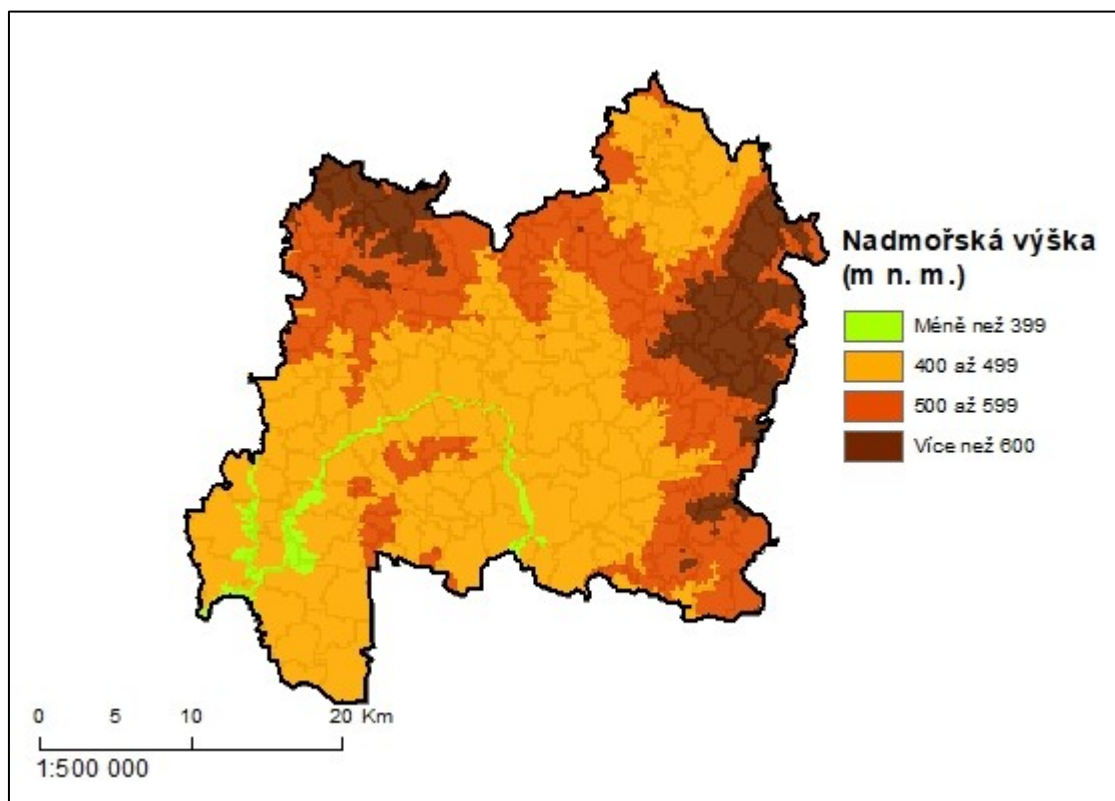 Nadmořská výška
(m n. m.)
Méně než 399
400 až 499
500 až 599
Více než 600
0 5 10 20 Km
1:500 000